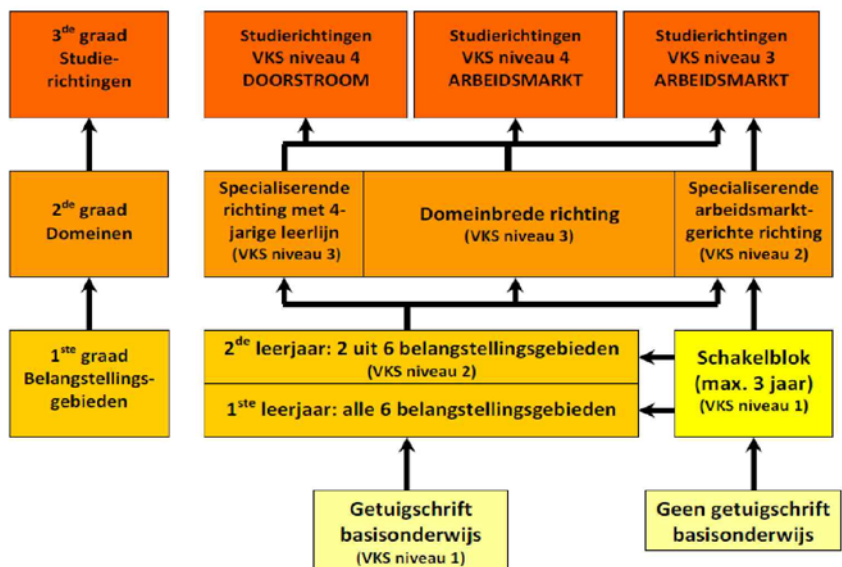 3de graad
Studie-
richtingen
Studierichtingen
VKS niveau 4
DOORSTROOM
Studierichtingen
VKS niveau 4
ARBEIDSMARKT
Studierichtingen
VKS niveau 3
ARBEIDSMARKT
2de graad
Domeinen
Specialiserende
richting met 4-
jarige leerlijn
(VKS niveau 3)
Domeinbrede richting
(VKS niveau 3)
Specialiserende
arbeidsmarkt-
gerichte richting
(VKS niveau 2)
1ste graad
Belangstellings-
gebieden
2de leerjaar: 2 uit 6 belangstellingsgebieden
(VKS niveau 2)
1ste leerjaar: alle 6 belangstellingsgebieden
Schakelblok
(max. 3 jaar)
(VKS niveau 1)
Getuigschrift
basisonderwijs
(VKS niveau 1)
Geen getuigschrift
basisonderwijs